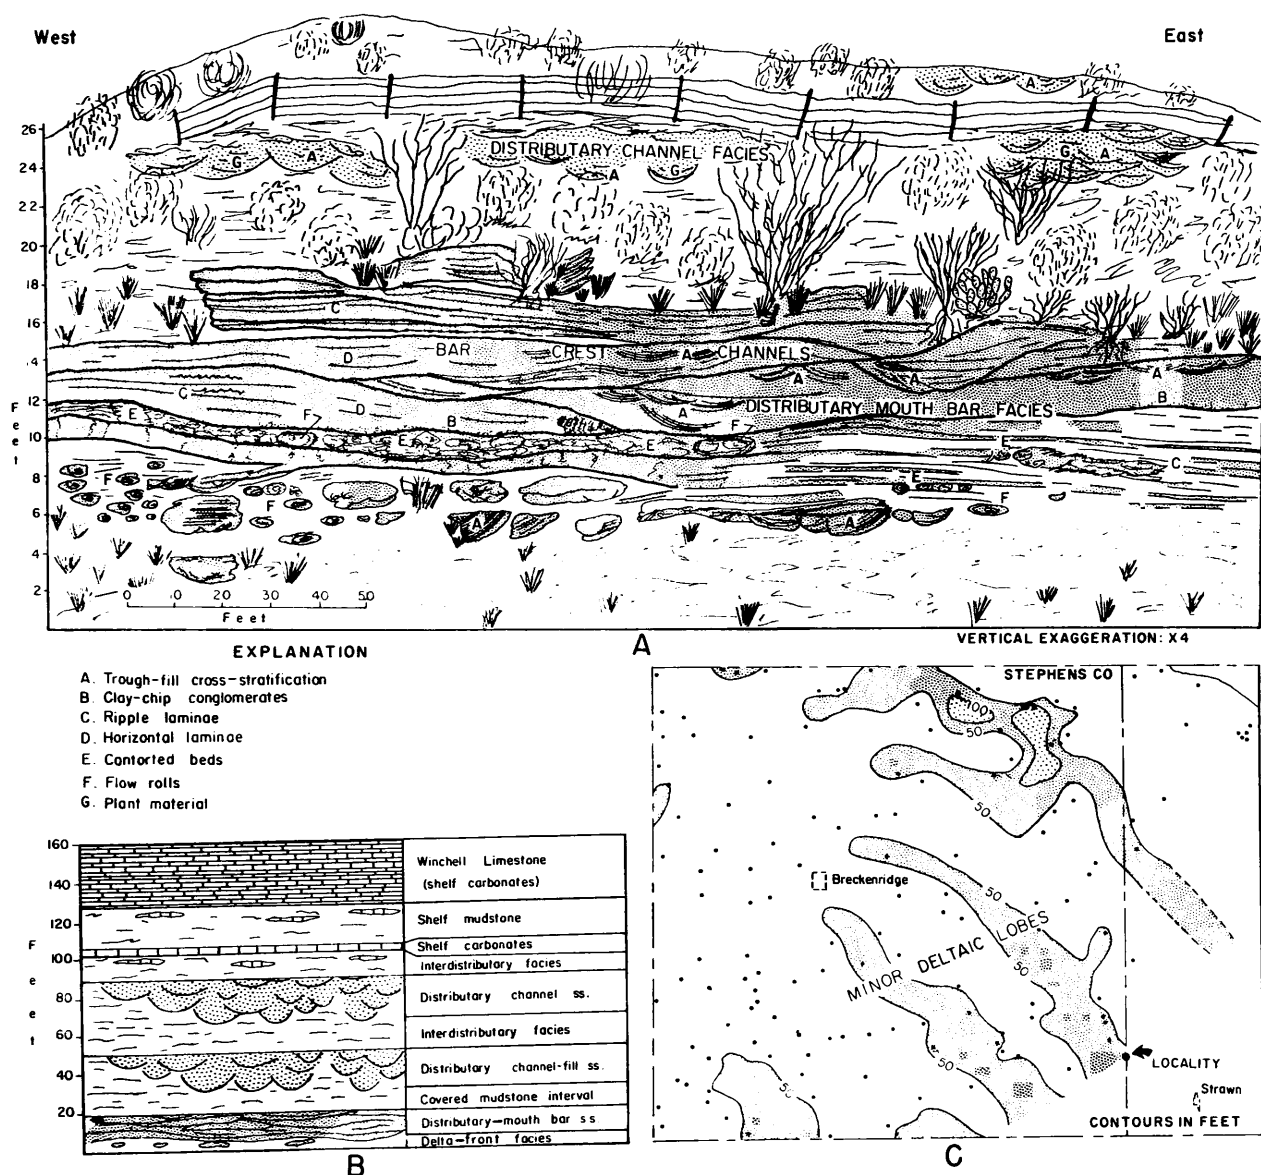 West
East
26
24
22
20
18
16
14
12
10
8
6
4
2
Feet
A
G
A
DISTRIBUTARY CHANNEL FACIES
A
G
G
A
C
D
BAR CREST A CHANNELS
A
A
A
C
D
B
A
DISTRIBUTARY MOUTH BAR FACIES
B
E
F
E
F
E
E
C
F
F
E
F
A
A
0 10 20 30 40 50
Feet
A
VERTICAL EXAGGERATION: X4
EXPLANATION
A. Trough-fill cross-stratification
B. Clay-chip conglomerates
C. Ripple laminae
D. Horizontal laminae
E. Contorted beds
F. Flow rolls
G. Plant material
160
140
120
100
80
60
40
20
Feet
Winchell Limestone
(shelf carbonates)
Shelf mudstone
Shelf carbonates
Interdistributary facies
Distributary channel ss.
Interdistributary facies
Distributary channel-fill ss.
Covered mudstone interval
Distributary-mouth bar ss
Delta-front facies
B
STEPHENS CO
100
50
50
Breckenridge
50
MINOR DELTAIC LOBES
50
50
50
LOCALITY
Strawn
CONTOURS IN FEET
C